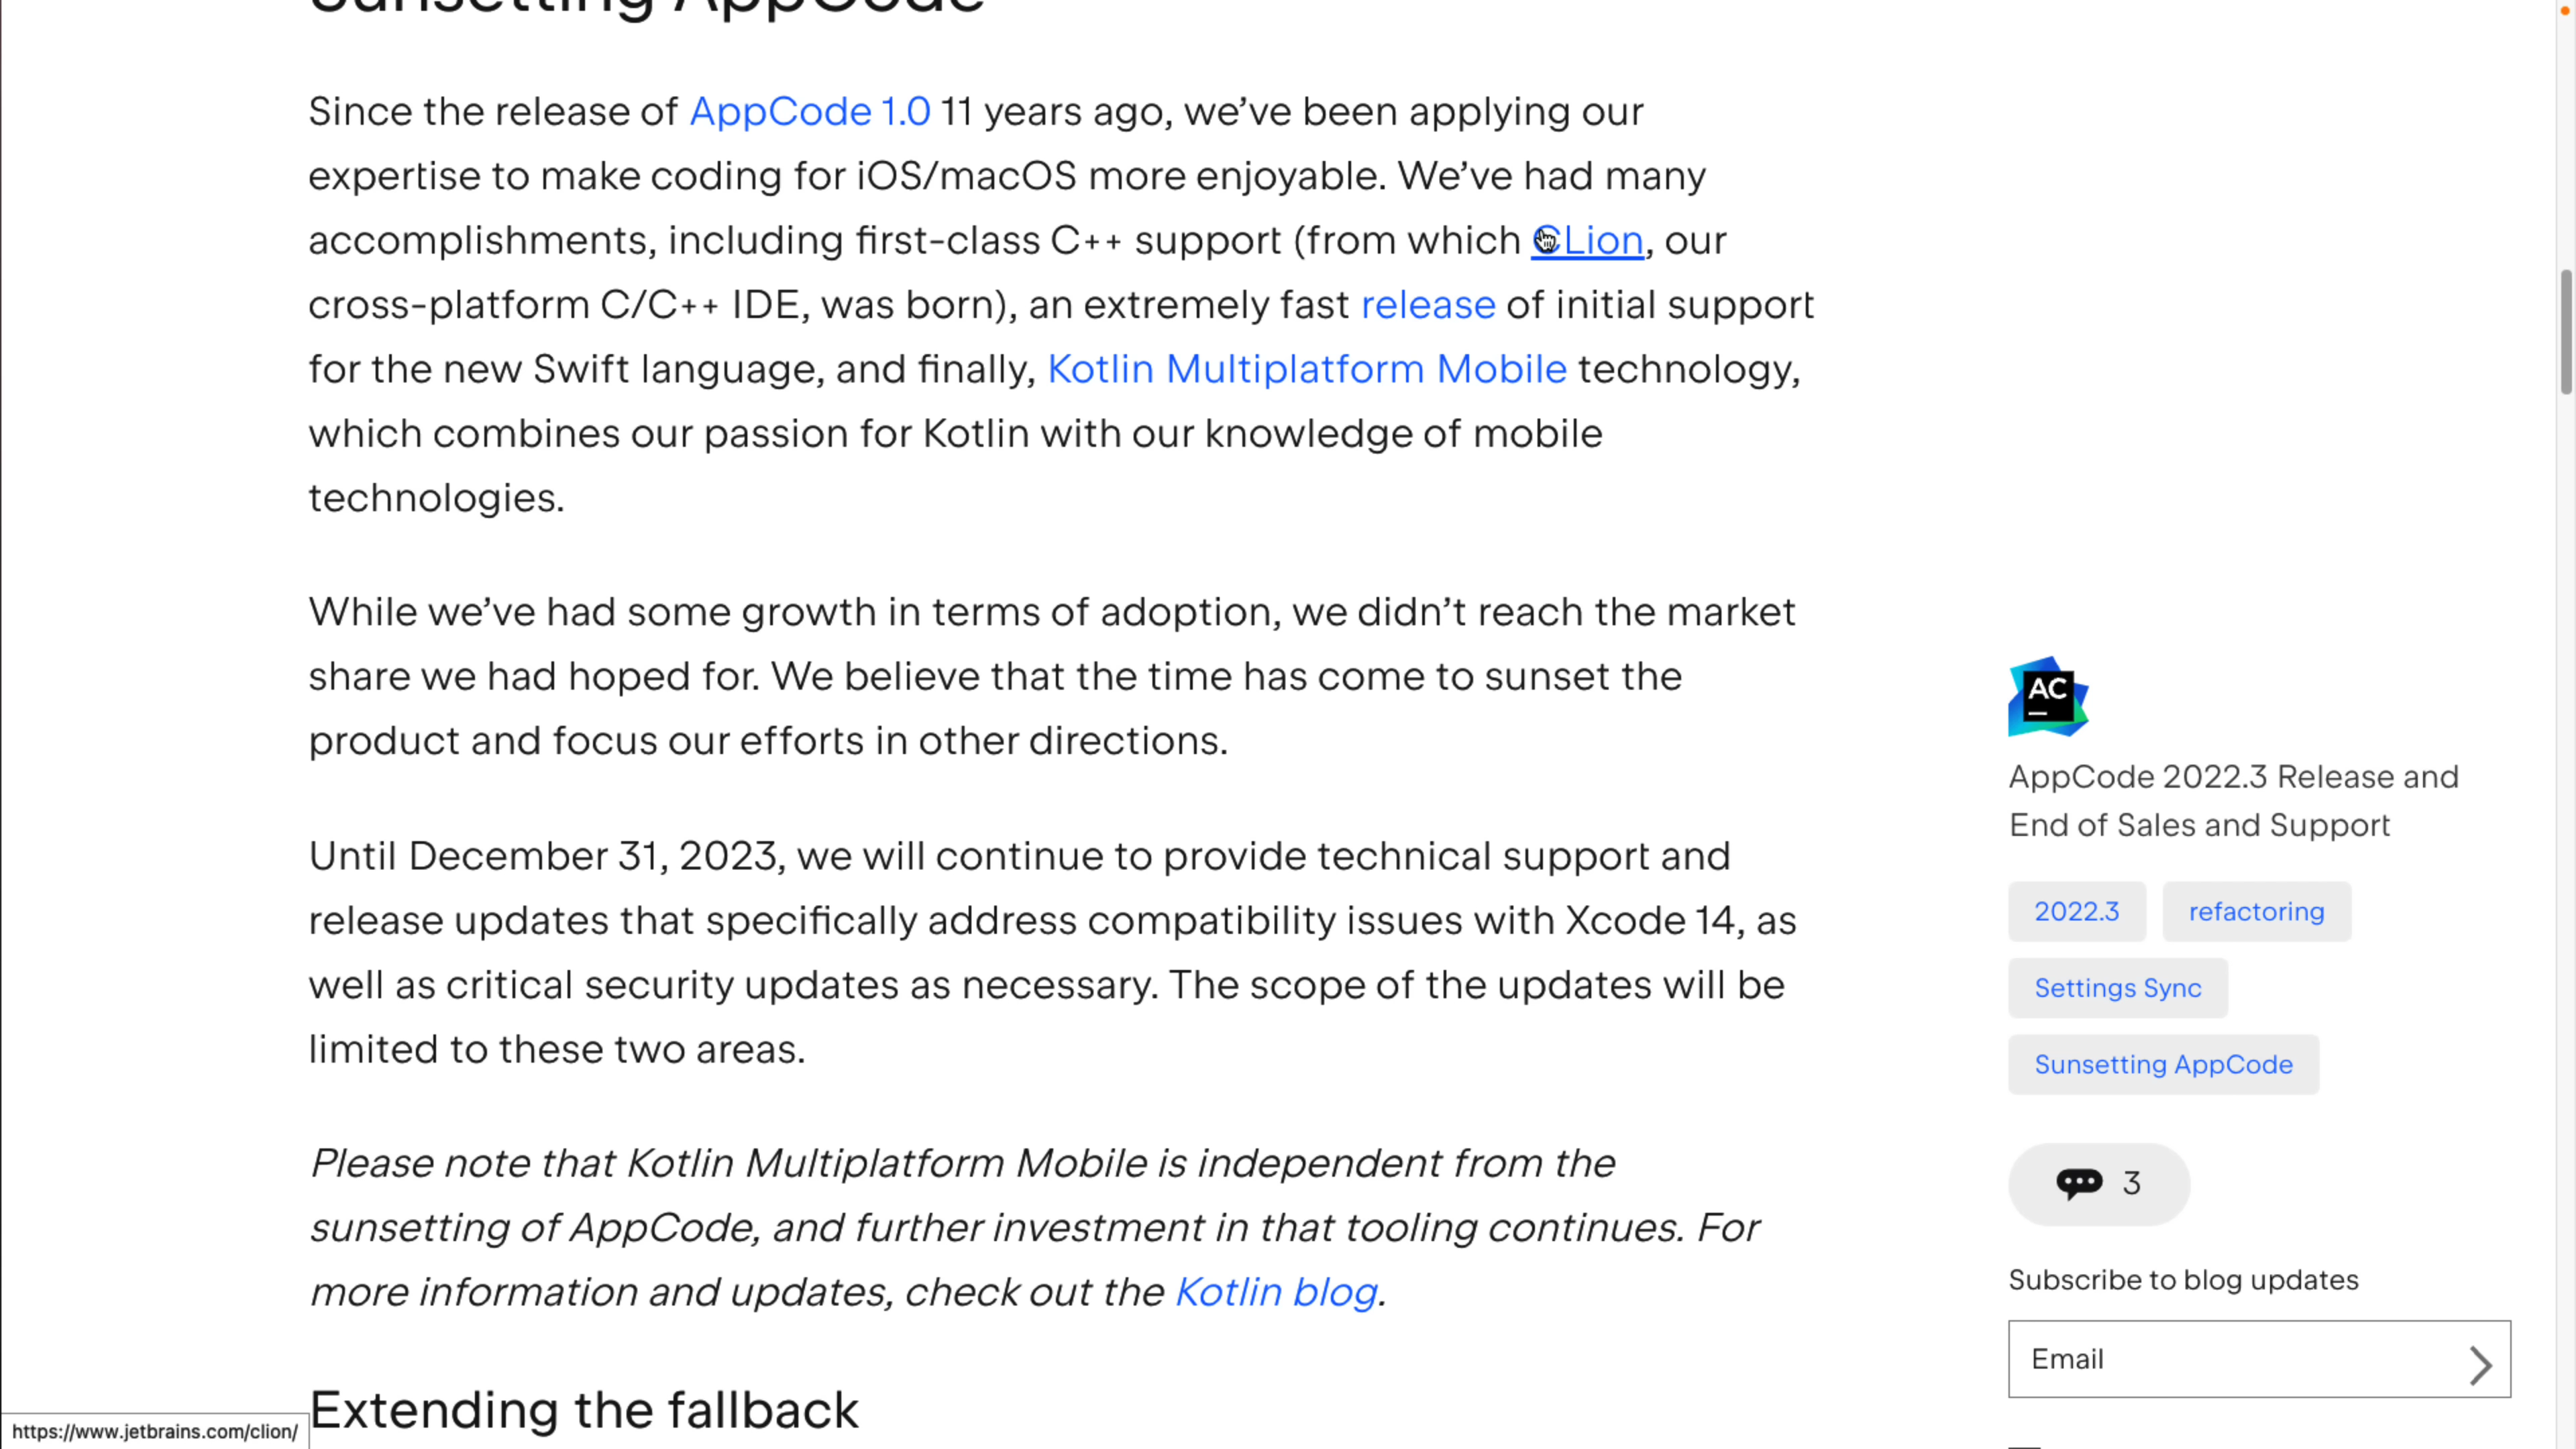 Sunsetting AppCode
Since the release of AppCode 1.0 11 years ago, we’ve been applying our
expertise to make coding for iOS/macOS more enjoyable. We’ve had many
accomplishments, including first-class C++ support (from which CLion, our
cross-platform C/C++ IDE, was born), an extremely fast release of initial support
for the new Swift language, and finally, Kotlin Multiplatform Mobile technology,
which combines our passion for Kotlin with our knowledge of mobile
technologies.
While we’ve had some growth in terms of adoption, we didn’t reach the market
share we had hoped for. We believe that the time has come to sunset the
product and focus our efforts in other directions.
Until December 31, 2023, we will continue to provide technical support and
release updates that specifically address compatibility issues with Xcode 14, as
well as critical security updates as necessary. The scope of the updates will be
limited to these two areas.
Please note that Kotlin Multiplatform Mobile is independent from the
sunsetting of AppCode, and further investment in that tooling continues. For
more information and updates, check out the Kotlin blog.
Extending the fallback
https://www.jetbrains.com/clion/
AC
AppCode 2022.3 Release and
End of Sales and Support
2022.3 refactoring
Settings Sync
Sunsetting AppCode
3
Subscribe to blog updates
Email